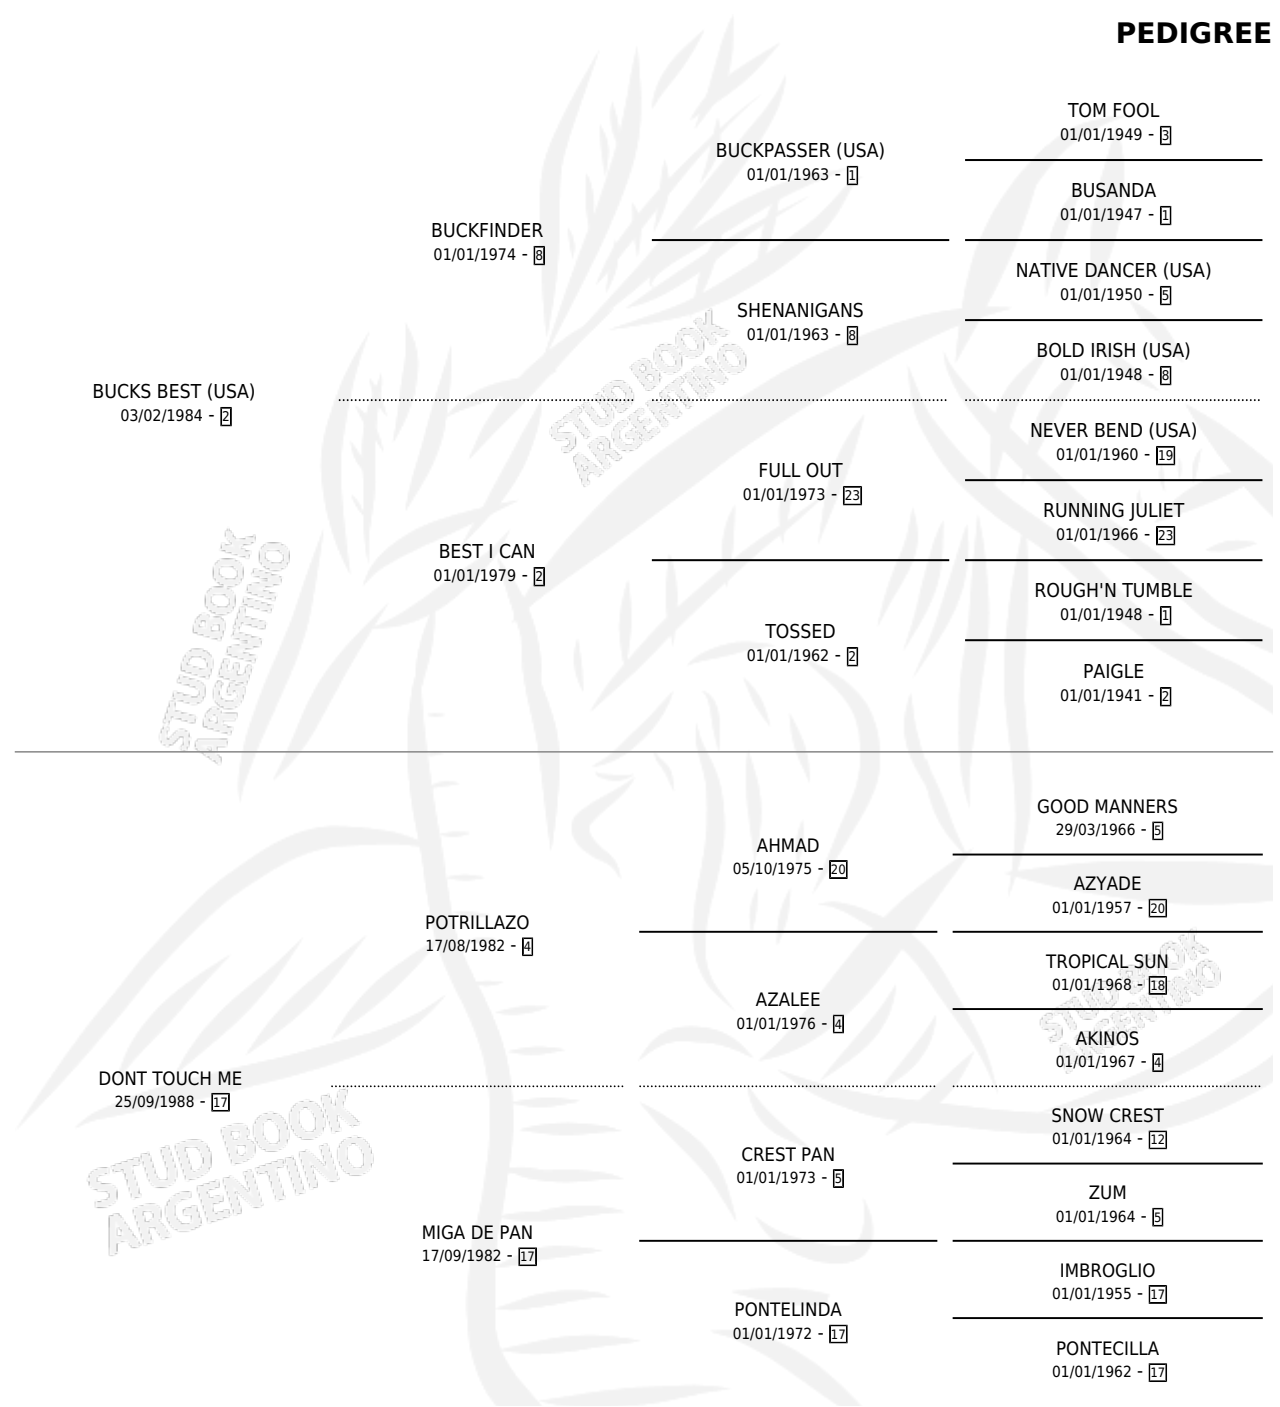 PEDIGREE
TOM FOOL
01/01/1949 - 3
BUCKPASSER (USA)
01/01/1963 - 1
BUSANDA
01/01/1947 - 1
BUCKFINDER
01/01/1974 - 8
NATIVE DANCER (USA)
01/01/1950 - 5
SHENANIGANS
01/01/1963 - 8
BOLD IRISH (USA)
01/01/1948 - 8
BUCKS BEST (USA)
03/02/1984 - 2
NEVER BEND (USA)
01/01/1960 - 19
FULL OUT
01/01/1973 - 23
RUNNING JULIET
01/01/1966 - 23
BEST I CAN
01/01/1979 - 2
ROUGH'N TUMBLE
01/01/1948 - 1
TOSSED
01/01/1962 - 2
PAIGLE
01/01/1941 - 2
GOOD MANNERS
29/03/1966 - 5
AHMAD
05/10/1975 - 20
AZYADE
01/01/1957 - 20
POTRILLAZO
17/08/1982 - 4
TROPICAL SUN
01/01/1968 - 18
AZALEE
01/01/1976 - 4
AKINOS
01/01/1967 - 4
DONT TOUCH ME
25/09/1988 - 17
SNOW CREST
01/01/1964 - 12
CREST PAN
01/01/1973 - 5
ZUM
01/01/1964 - 5
MIGA DE PAN
17/09/1982 - 17
IMBROGLIO
01/01/1955 - 17
PONTELINDA
01/01/1972 - 17
PONTECILLA
01/01/1962 - 17
STUD BOOK
ARGENTINO
STUD BOOK
ARGENTINO
STUD BOOK
ARGENTINO
STUD BOOK
ARGENTINO